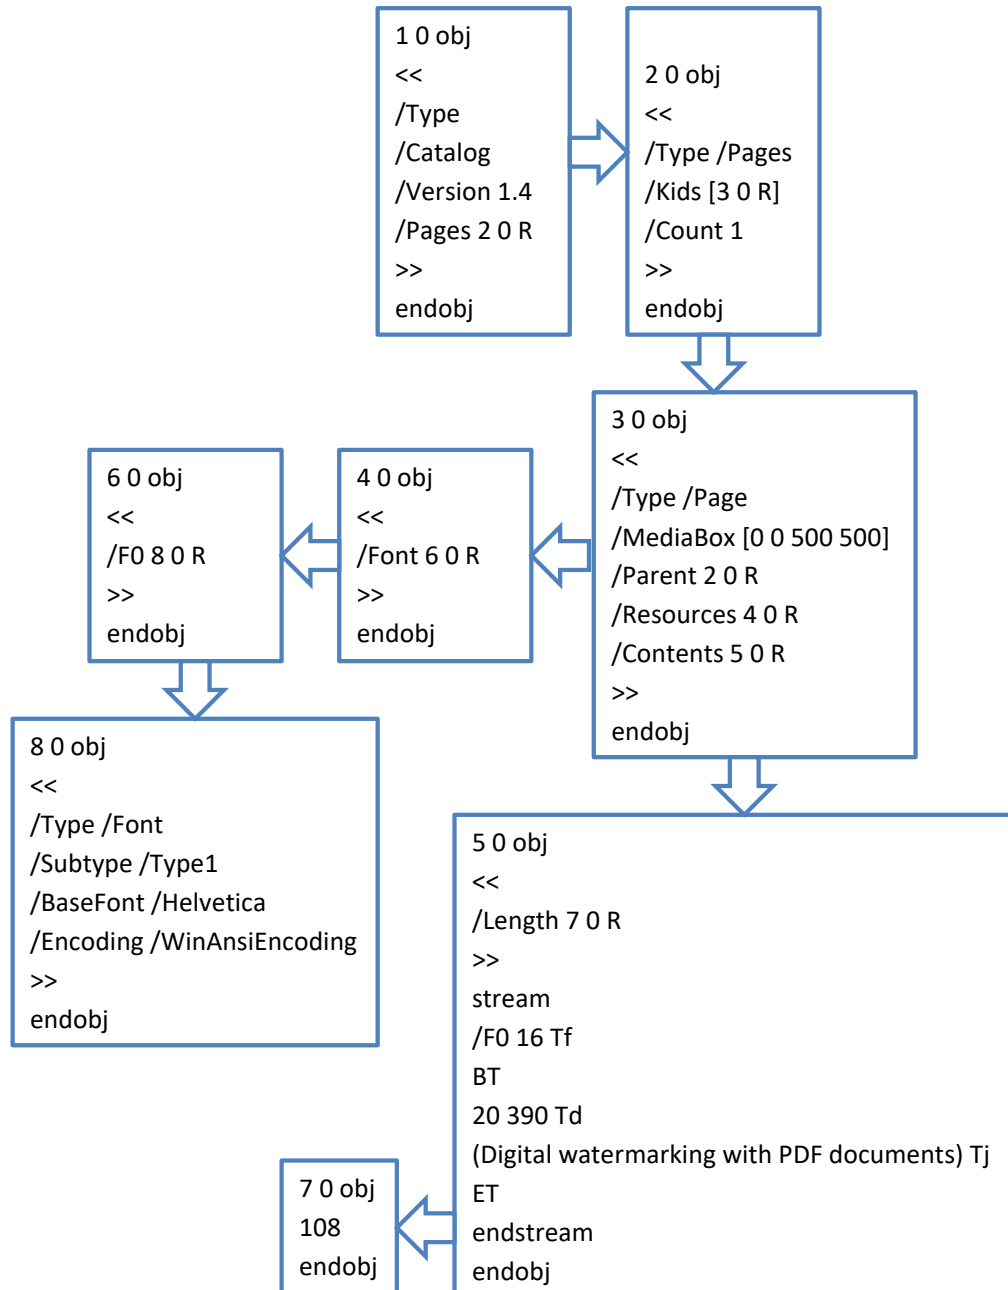 1 0 obj
<<
/Type
/Catalog
/Version 1.4
/Pages 2 0 R
>>
endobj
2 0 obj
<<
/Type /Pages
/Kids [3 0 R]
/Count 1
>>
endobj
3 0 obj
<<
/Type /Page
/MediaBox [0 0 500 500]
/Parent 2 0 R
/Resources 4 0 R
/Contents 5 0 R
>>
endobj
4 0 obj
<<
/Font 6 0 R
>>
endobj
6 0 obj
<<
/F0 8 0 R
>>
endobj
8 0 obj
<<
/Type /Font
/Subtype /Type1
/BaseFont /Helvetica
/Encoding /WinAnsiEncoding
>>
endobj
5 0 obj
<<
/Length 7 0 R
>>
stream
/F0 16 Tf
BT
20 390 Td
(Digital watermarking with PDF documents) Tj
ET
endstream
endobj
7 0 obj
108
endobj